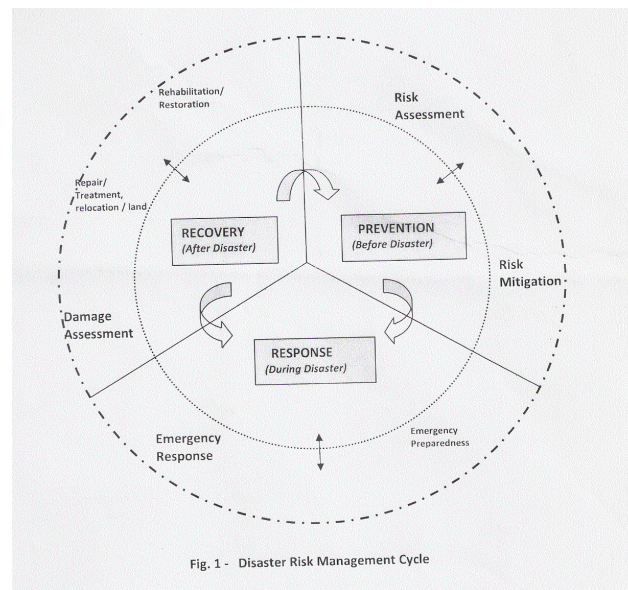 Rehabilitation/
Restoration
Risk
Assessment
Repair/
Treatment,
relocation / land
RECOVERY
(After Disaster)
PREVENTION
(Before Disaster)
Risk
Mitigation
Damage
Assessment
RESPONSE
(During Disaster)
Emergency
Response
Emergency
Preparedness
Fig. 1 - Disaster Risk Management Cycle